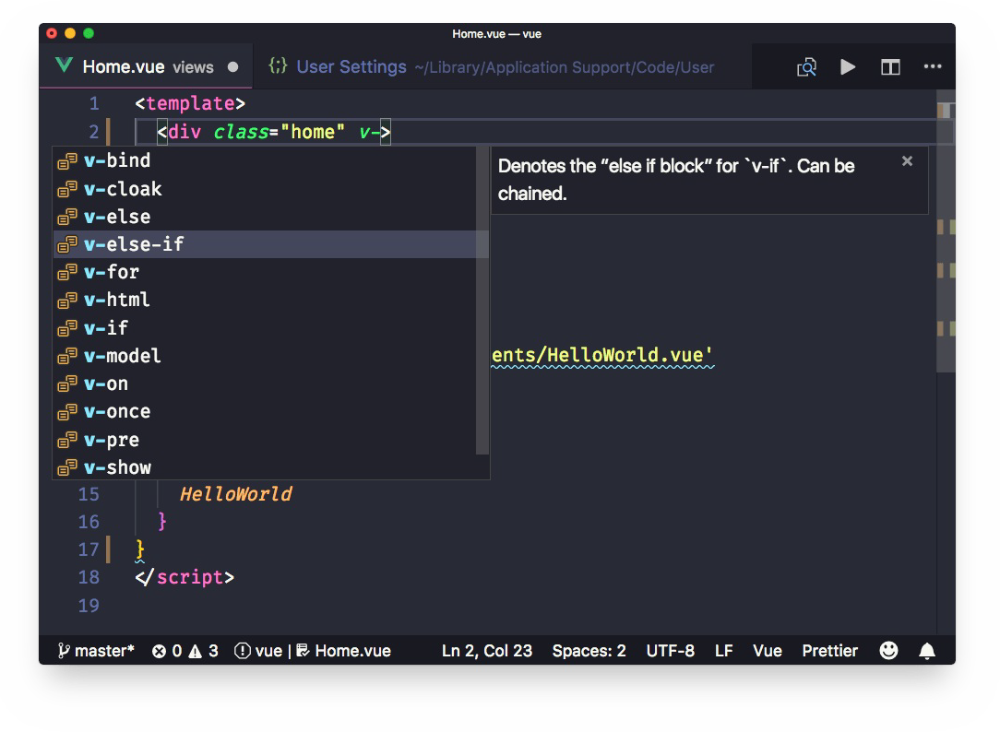 Home.vue — vue
Home.vue views ● {;} User Settings ~/Library/Application Support/Code/User
1 <template>
2 <div class="home" v->
v-bind
v-cloak
v-else
v-else-if
v-for
v-html
v-if
v-model
v-on
v-once
v-pre
v-show
Denotes the “else if block” for `v-if`. Can be
chained.
ents/HelloWorld.vue'
15 HelloWorld
16 }
17 }
18 </script>
19
master* 0 3 vue | Home.vue Ln 2, Col 23 Spaces: 2 UTF-8 LF Vue Prettier